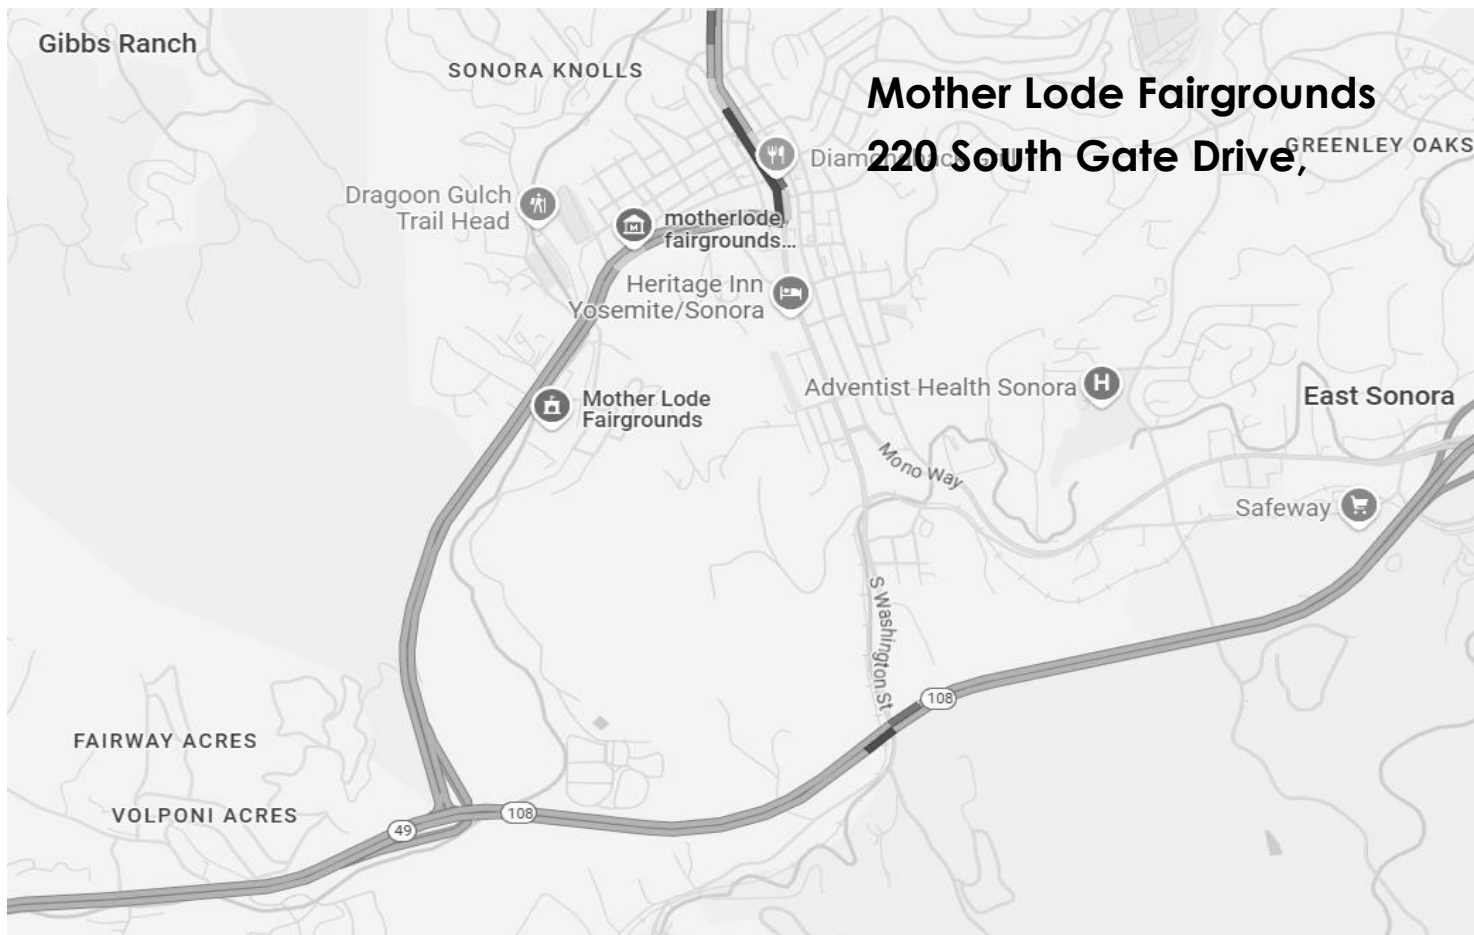 Gibbs Ranch
SONORA KNOLLS
Mother Lode Fairgrounds
220 South Gate Drive,
GREENLEY OAKS
Dragoon Gulch
Trail Head
motherlode
fairgrounds...
Heritage Inn
Yosemite/Sonora
Adventist Health Sonora
H
East Sonora
Mother Lode
Fairgrounds
Mono Way
Safeway
S Washington St
108
FAIRWAY ACRES
VOLPONI ACRES
49
108